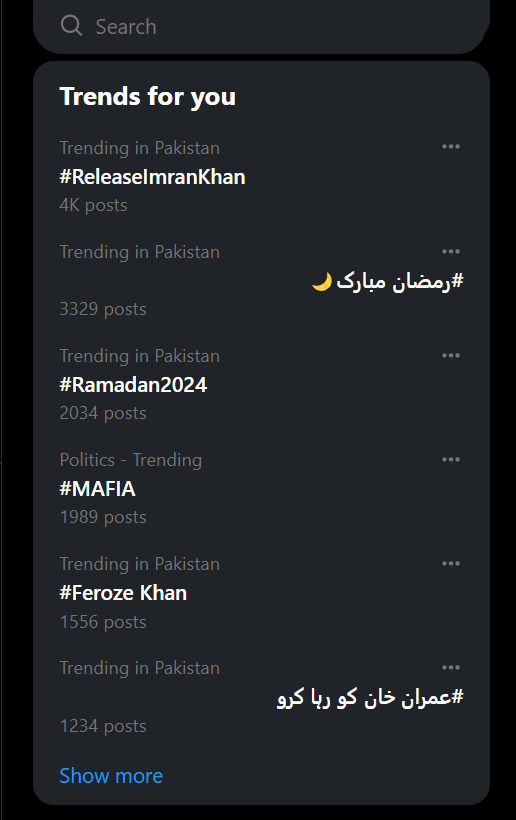 Search
Trends for you
Trending in Pakistan
#ReleaseImranKhan
4K posts
Trending in Pakistan
#رمضان مبارک🌙
3329 posts
Trending in Pakistan
#Ramadan2024
2034 posts
Politics - Trending
#MAFIA
1989 posts
Trending in Pakistan
#Feroze Khan
1556 posts
Trending in Pakistan
#عمران خان کو رہا کرو
1234 posts
Show more